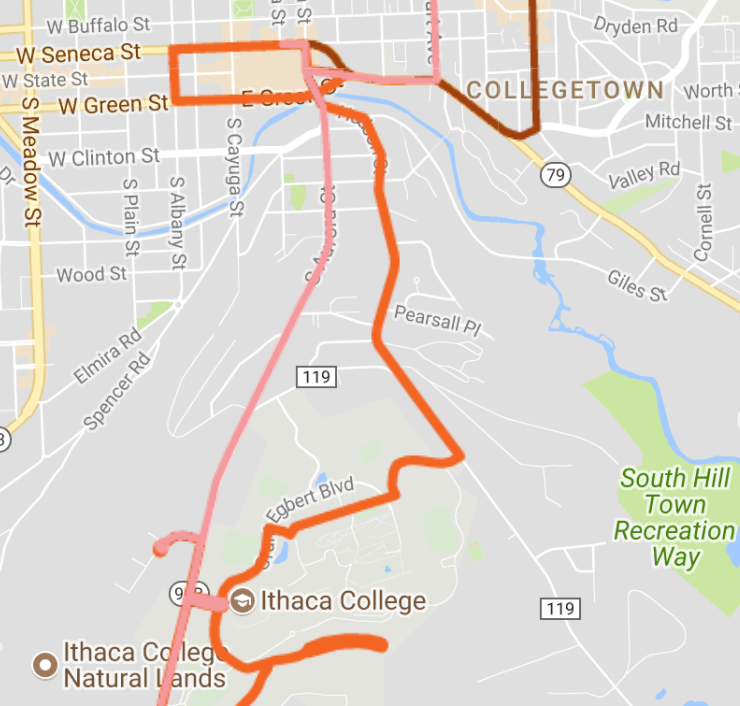 W Buffalo St
St
St
Dryden Rd
W Seneca St
W State St
W Green St
COLLEGETOWN
Worth
Mitchell St
W Clinton St
S Meadow St
S Cayuga St
S Plain St
S Albany St
79
Valley Rd
Cornell St
Dr
Wood St
Giles St
Pearsall Pl
Elmira Rd
Spencer Rd
119
South Hill
Town
Recreation
Way
Egbert Blvd
Ithaca College
119
Ithaca College
Natural Lands